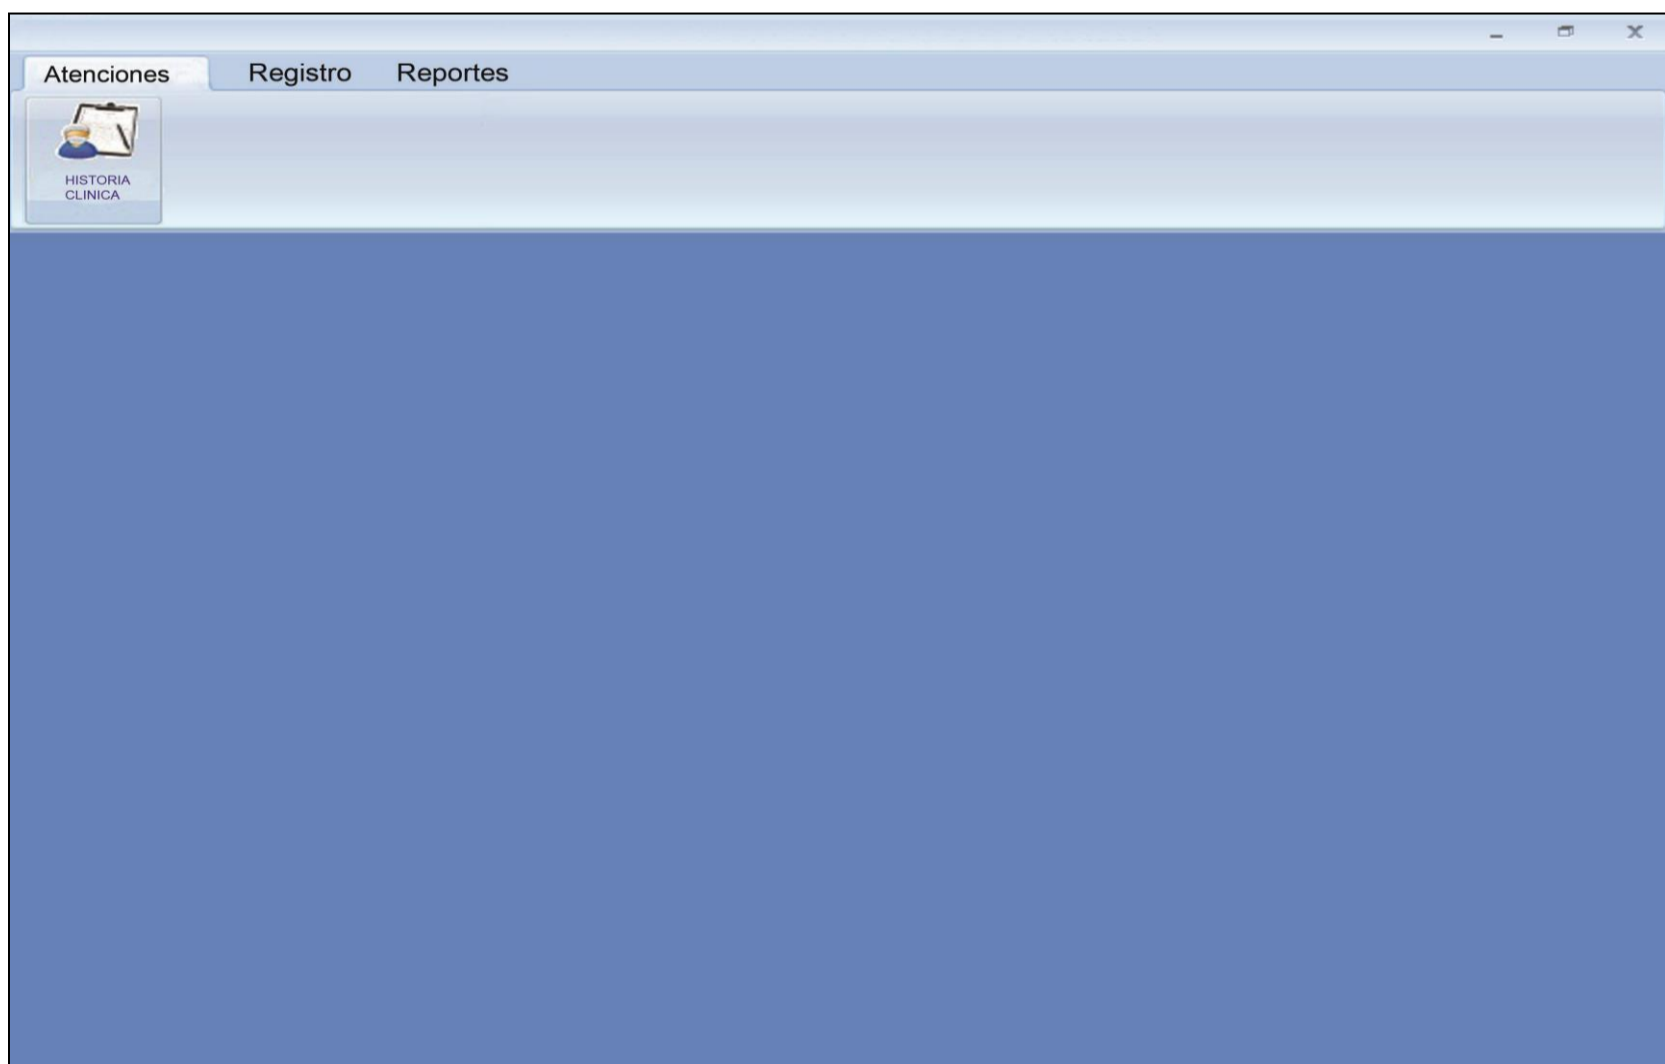 Atenciones
Registro
Reportes
HISTORIA
CLINICA